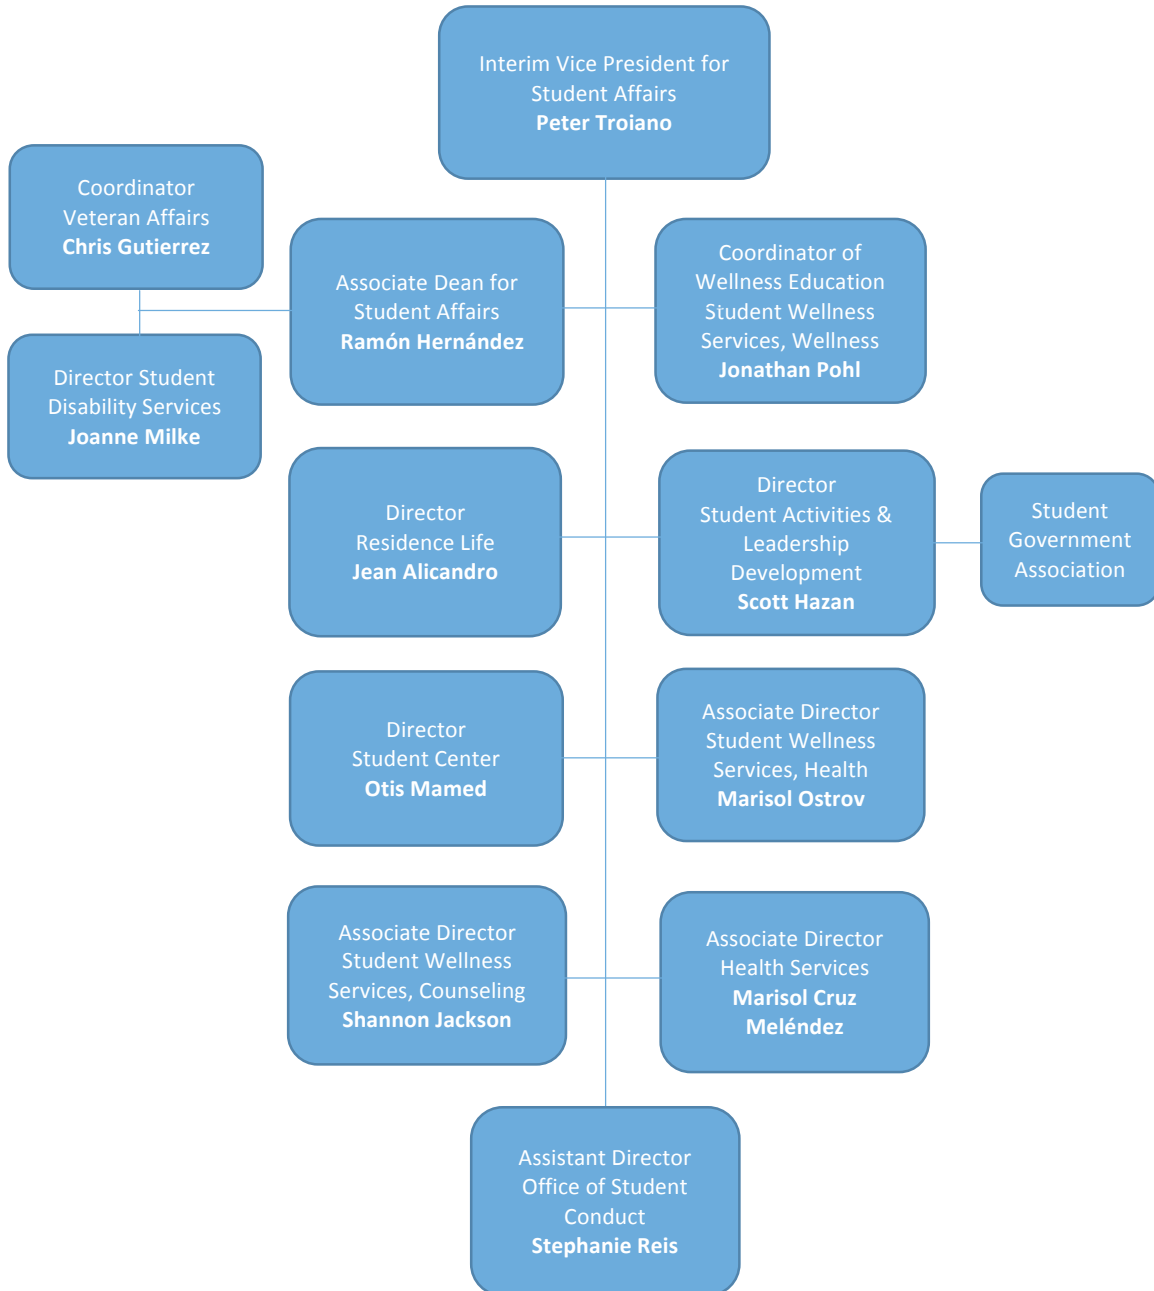 Interim Vice President for
Student Affairs
Peter Troiano
Coordinator
Veteran Affairs
Chris Gutierrez
Associate Dean for
Student Affairs
Ramón Hernández
Coordinator of
Wellness Education
Student Wellness
Services, Wellness
Jonathan Pohl
Director Student
Disability Services
Joanne Milke
Director
Residence Life
Jean Alicandro
Director
Student Activities &
Leadership
Development
Scott Hazan
Student
Government
Association
Director
Student Center
Otis Mamed
Associate Director
Student Wellness
Services, Health
Marisol Ostrov
Associate Director
Student Wellness
Services, Counseling
Shannon Jackson
Associate Director
Health Services
Marisol Cruz
Meléndez
Assistant Director
Office of Student
Conduct
Stephanie Reis